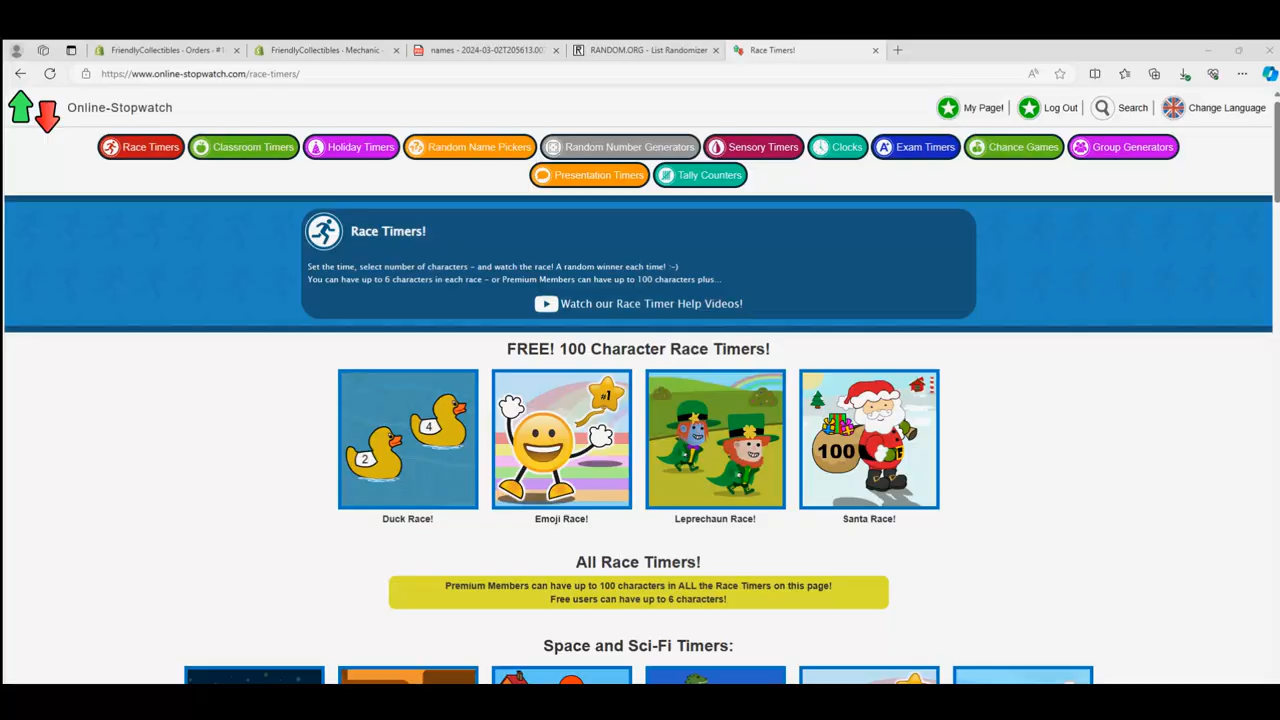 FriendlyCollectibles - Orders - #1
FriendlyCollectibles - Mechanic
names - 2024-03-02T205613.00
RANDOM.ORG - List Randomizer
Race Timers!
https://www.online-stopwatch.com/race-timers/
Online-Stopwatch
My Page!
Log Out
Search
Change Language
Race Timers
Classroom Timers
Holiday Timers
Random Name Pickers
Random Number Generators
Sensory Timers
Clocks
Exam Timers
Chance Games
Group Generators
Presentation Timers
Tally Counters
Race Timers!
Set the time, select number of characters - and watch the race! A random winner each time! :-)
You can have up to 6 characters in each race - or Premium Members can have up to 100 characters plus...
Watch our Race Timer Help Videos!
FREE! 100 Character Race Timers!
2
4
#1
100
Duck Race!
Emoji Race!
Leprechaun Race!
Santa Race!
All Race Timers!
Premium Members can have up to 100 characters in ALL the Race Timers on this page!
Free users can have up to 6 characters!
Space and Sci-Fi Timers: